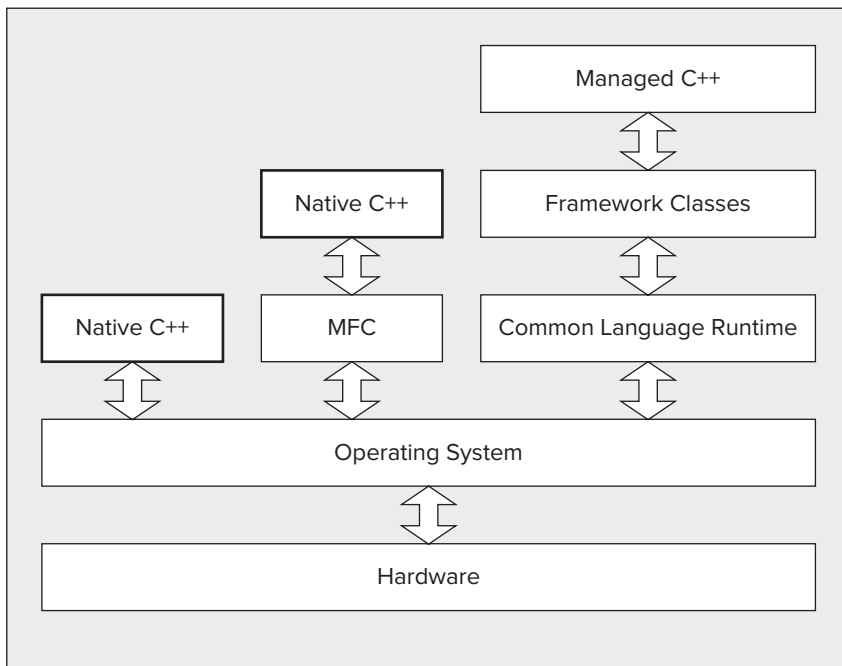 Managed C++
Native C++
Framework Classes
Native C++
MFC
Common Language Runtime
Operating System
Hardware